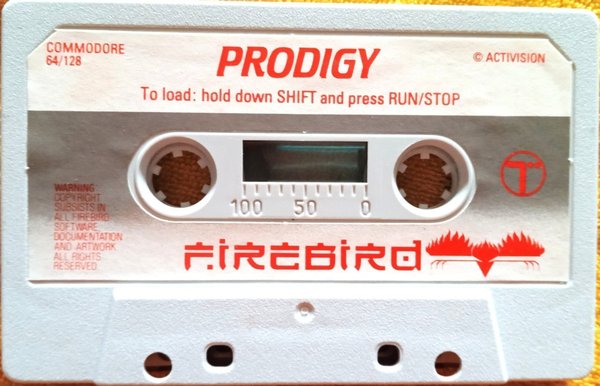 COMMODORE
64/128
PRODIGY
© ACTIVISION
To load: hold down SHIFT and press RUN/STOP
100 50 0
WARNING
COPYRIGHT
SUBSISTS IN
ALL FIREBIRD
SOFTWARE
DOCUMENTATION
AND ARTWORK
ALL RIGHTS
RESERVED
FIREBIRD